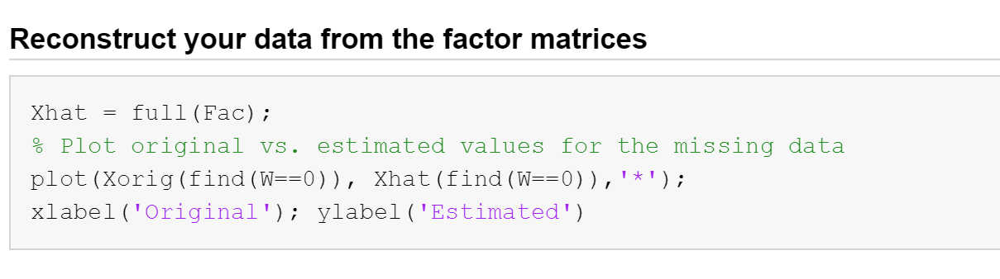 Reconstruct your data from the factor matrices
Xhat = full(Fac);
% Plot original vs. estimated values for the missing data
plot(Xorig(find(W==0)), Xhat(find(W==0)),'*');
xlabel('Original'); ylabel('Estimated')